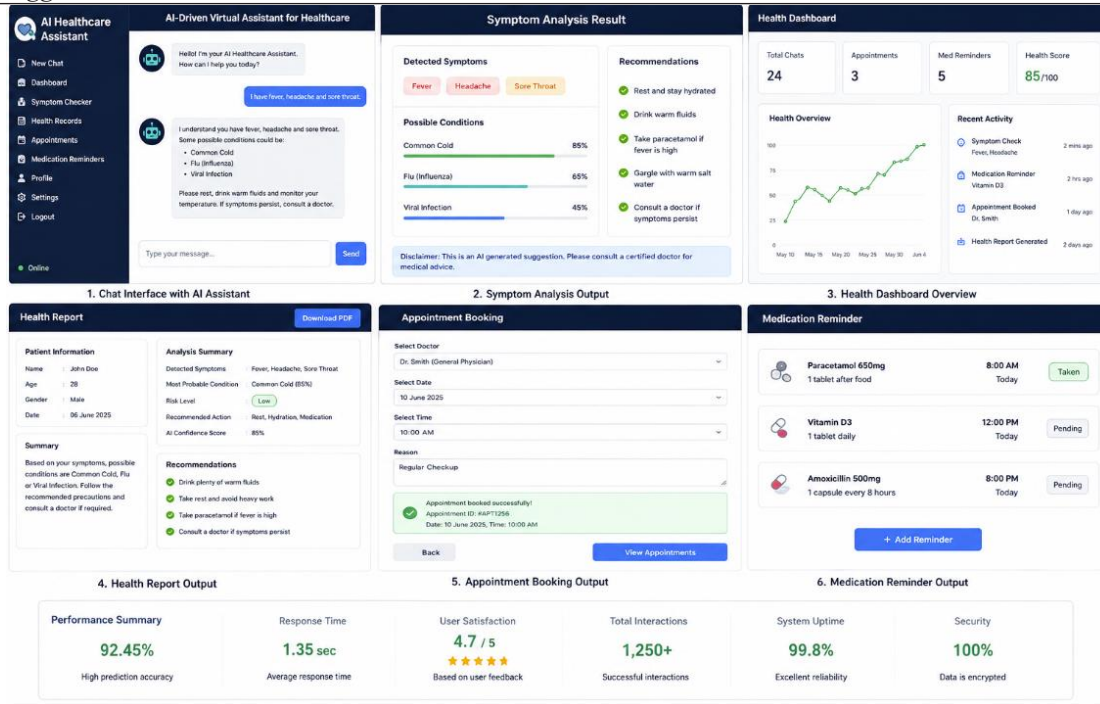 AI Healthcare
Assistant
New Chat
Dashboard
Symptom Checker
Health Records
Appointments
Medication Reminders
Profile
Settings
Logout
Online
AI-Driven Virtual Assistant for Healthcare
Hello! I'm your AI Healthcare Assistant.
How can I help you today?
I have fever, headache and sore throat.
I understand you have fever, headache and sore throat.
Some possible conditions could be:
• Common Cold
• Flu (Influenza)
• Viral Infection
Please rest, drink warm fluids and monitor your
temperature. If symptoms persist, consult a doctor.
Type your message...
Send
1. Chat Interface with AI Assistant
Symptom Analysis Result
Detected Symptoms
Fever Headache Sore Throat
Possible Conditions
Common Cold 85%
Flu (Influenza) 65%
Viral Infection 45%
Recommendations
Rest and stay hydrated
Drink warm fluids
Take paracetamol if
fever is high
Gargle with warm salt
water
Consult a doctor if
symptoms persist
Disclaimer: This is an AI generated suggestion. Please consult a certified doctor for
medical advice.
2. Symptom Analysis Output
Health Dashboard
Total Chats
24
Appointments
3
Med Reminders
5
Health Score
85/100
Health Overview
100
75
50
25
0
May 10 May 15 May 20 May 25 May 30 Jun 4
Recent Activity
Symptom Check
Fever, Headache
2 mins ago
Medication Reminder
Vitamin D3
2 hrs ago
Appointment Booked
Dr. Smith
1 day ago
Health Report Generated 2 days ago
3. Health Dashboard Overview
Health Report
Download PDF
Patient Information
Name : John Doe
Age : 28
Gender : Male
Date : 06 June 2025
Summary
Based on your symptoms, possible
conditions are Common Cold, Flu
or Viral Infection. Follow the
recommended precautions and
consult a doctor if required.
Analysis Summary
Detected Symptoms : Fever, Headache, Sore Throat
Most Probable Condition : Common Cold (85%)
Risk Level : Low
Recommended Action : Rest, Hydration, Medication
AI Confidence Score : 85%
Recommendations
Drink plenty of warm fluids
Take rest and avoid heavy work
Take paracetamol if fever is high
Consult a doctor if symptoms persist
4. Health Report Output
Appointment Booking
Select Doctor
Dr. Smith (General Physician)
Select Date
10 June 2025
Select Time
10:00 AM
Reason
Regular Checkup
Appointment booked successfully!
Appointment ID: #APT1256
Date: 10 June 2025, Time: 10:00 AM
Back
View Appointments
5. Appointment Booking Output
Medication Reminder
Paracetamol 650mg
1 tablet after food
8:00 AM
Today
Taken
Vitamin D3
1 tablet daily
12:00 PM
Today
Pending
Amoxicillin 500mg
1 capsule every 8 hours
8:00 PM
Today
Pending
+ Add Reminder
6. Medication Reminder Output
Performance Summary
92.45%
High prediction accuracy
Response Time
1.35 sec
Average response time
User Satisfaction
4.7 / 5
Based on user feedback
Total Interactions
1,250+
Successful interactions
System Uptime
99.8%
Excellent reliability
Security
100%
Data is encrypted